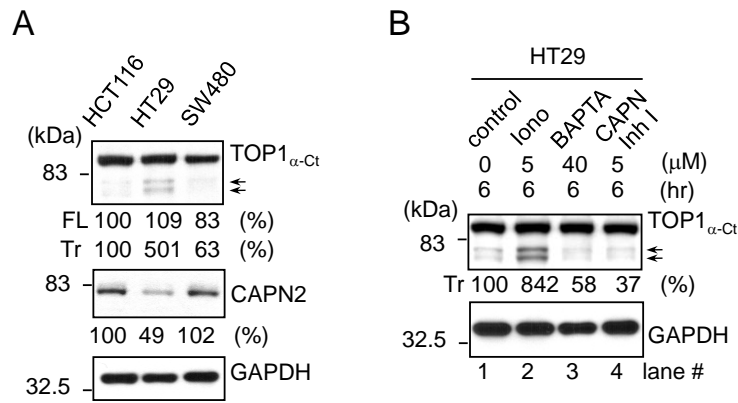 A
HCT116
HT29
SW480
(kDa)
83
TOP1α-Ct
FL 100 109 83 (%)
Tr 100 501 63 (%)
83
CAPN2
100 49 102 (%)
32.5
GAPDH
B
HT29
control
Iono
BAPTA
CAPN
Inh I
0 5 40 5 (μM)
6 6 6 6 (hr)
(kDa)
83
TOP1α-Ct
Tr 100 842 58 37 (%)
32.5
GAPDH
1 2 3 4 lane #